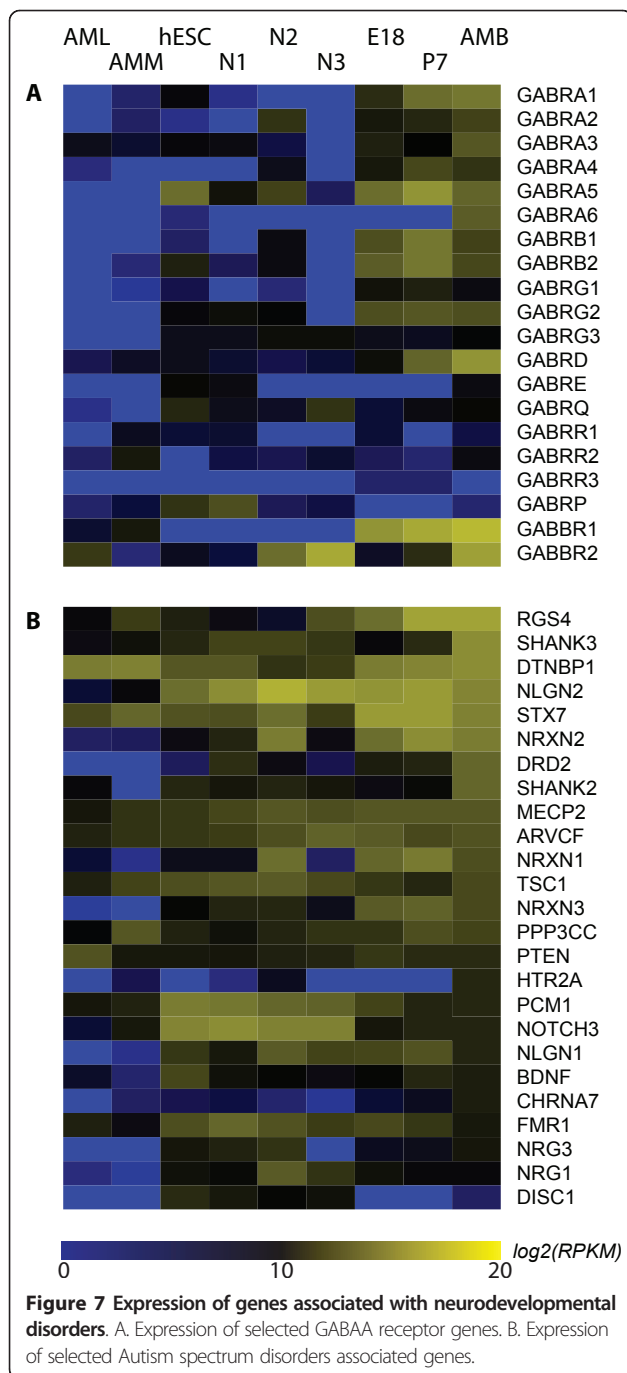 AML hESC N2 E18 AMB
AMM N1 N3 P7
A
GABRA1
GABRA2
GABRA3
GABRA4
GABRA5
GABRA6
GABRB1
GABRB2
GABRG1
GABRG2
GABRG3
GABRD
GABRE
GABRQ
GABRR1
GABRR2
GABRR3
GABRP
GABBR1
GABBR2
B
RGS4
SHANK3
DTNBP1
NLGN2
STX7
NRXN2
DRD2
SHANK2
MECP2
ARVCF
NRXN1
TSC1
NRXN3
PPP3CC
PTEN
HTR2A
PCM1
NOTCH3
NLGN1
BDNF
CHRNA7
FMR1
NRG3
NRG1
DISC1
log2(RPKM)
0 10 20
Figure 7 Expression of genes associated with neurodevelopmental
disorders. A. Expression of selected GABAA receptor genes. B. Expression
of selected Autism spectrum disorders associated genes.